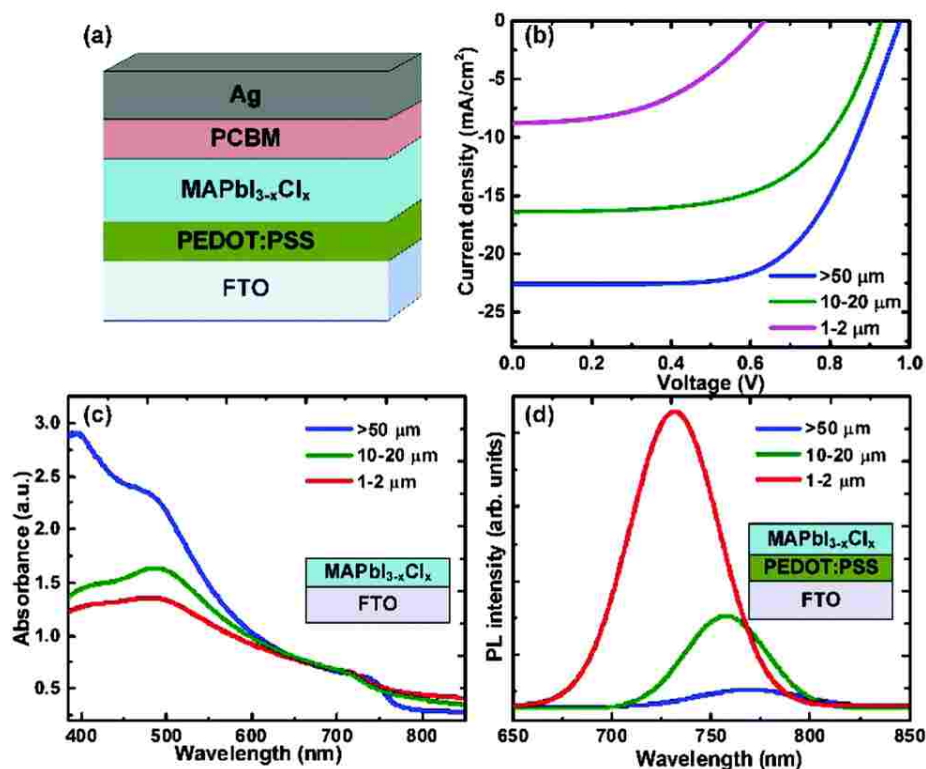 (a)
Ag
PCBM
MAPbI₃₋ₓClₓ
PEDOT:PSS
FTO
(b)
Current density (mA/cm²)
0
-5
-10
-15
-20
-25
>50 μm
10-20 μm
1-2 μm
0.0 0.2 0.4 0.6 0.8 1.0
Voltage (V)
(c)
Absorbance (a.u.)
3.0
2.5
2.0
1.5
1.0
0.5
>50 μm
10-20 μm
1-2 μm
MAPbI₃₋ₓClₓ
FTO
400 500 600 700 800
Wavelength (nm)
(d)
PL intensity (arb. units)
>50 μm
10-20 μm
1-2 μm
MAPbI₃₋ₓClₓ
PEDOT:PSS
FTO
650 700 750 800 850
Wavelength (nm)